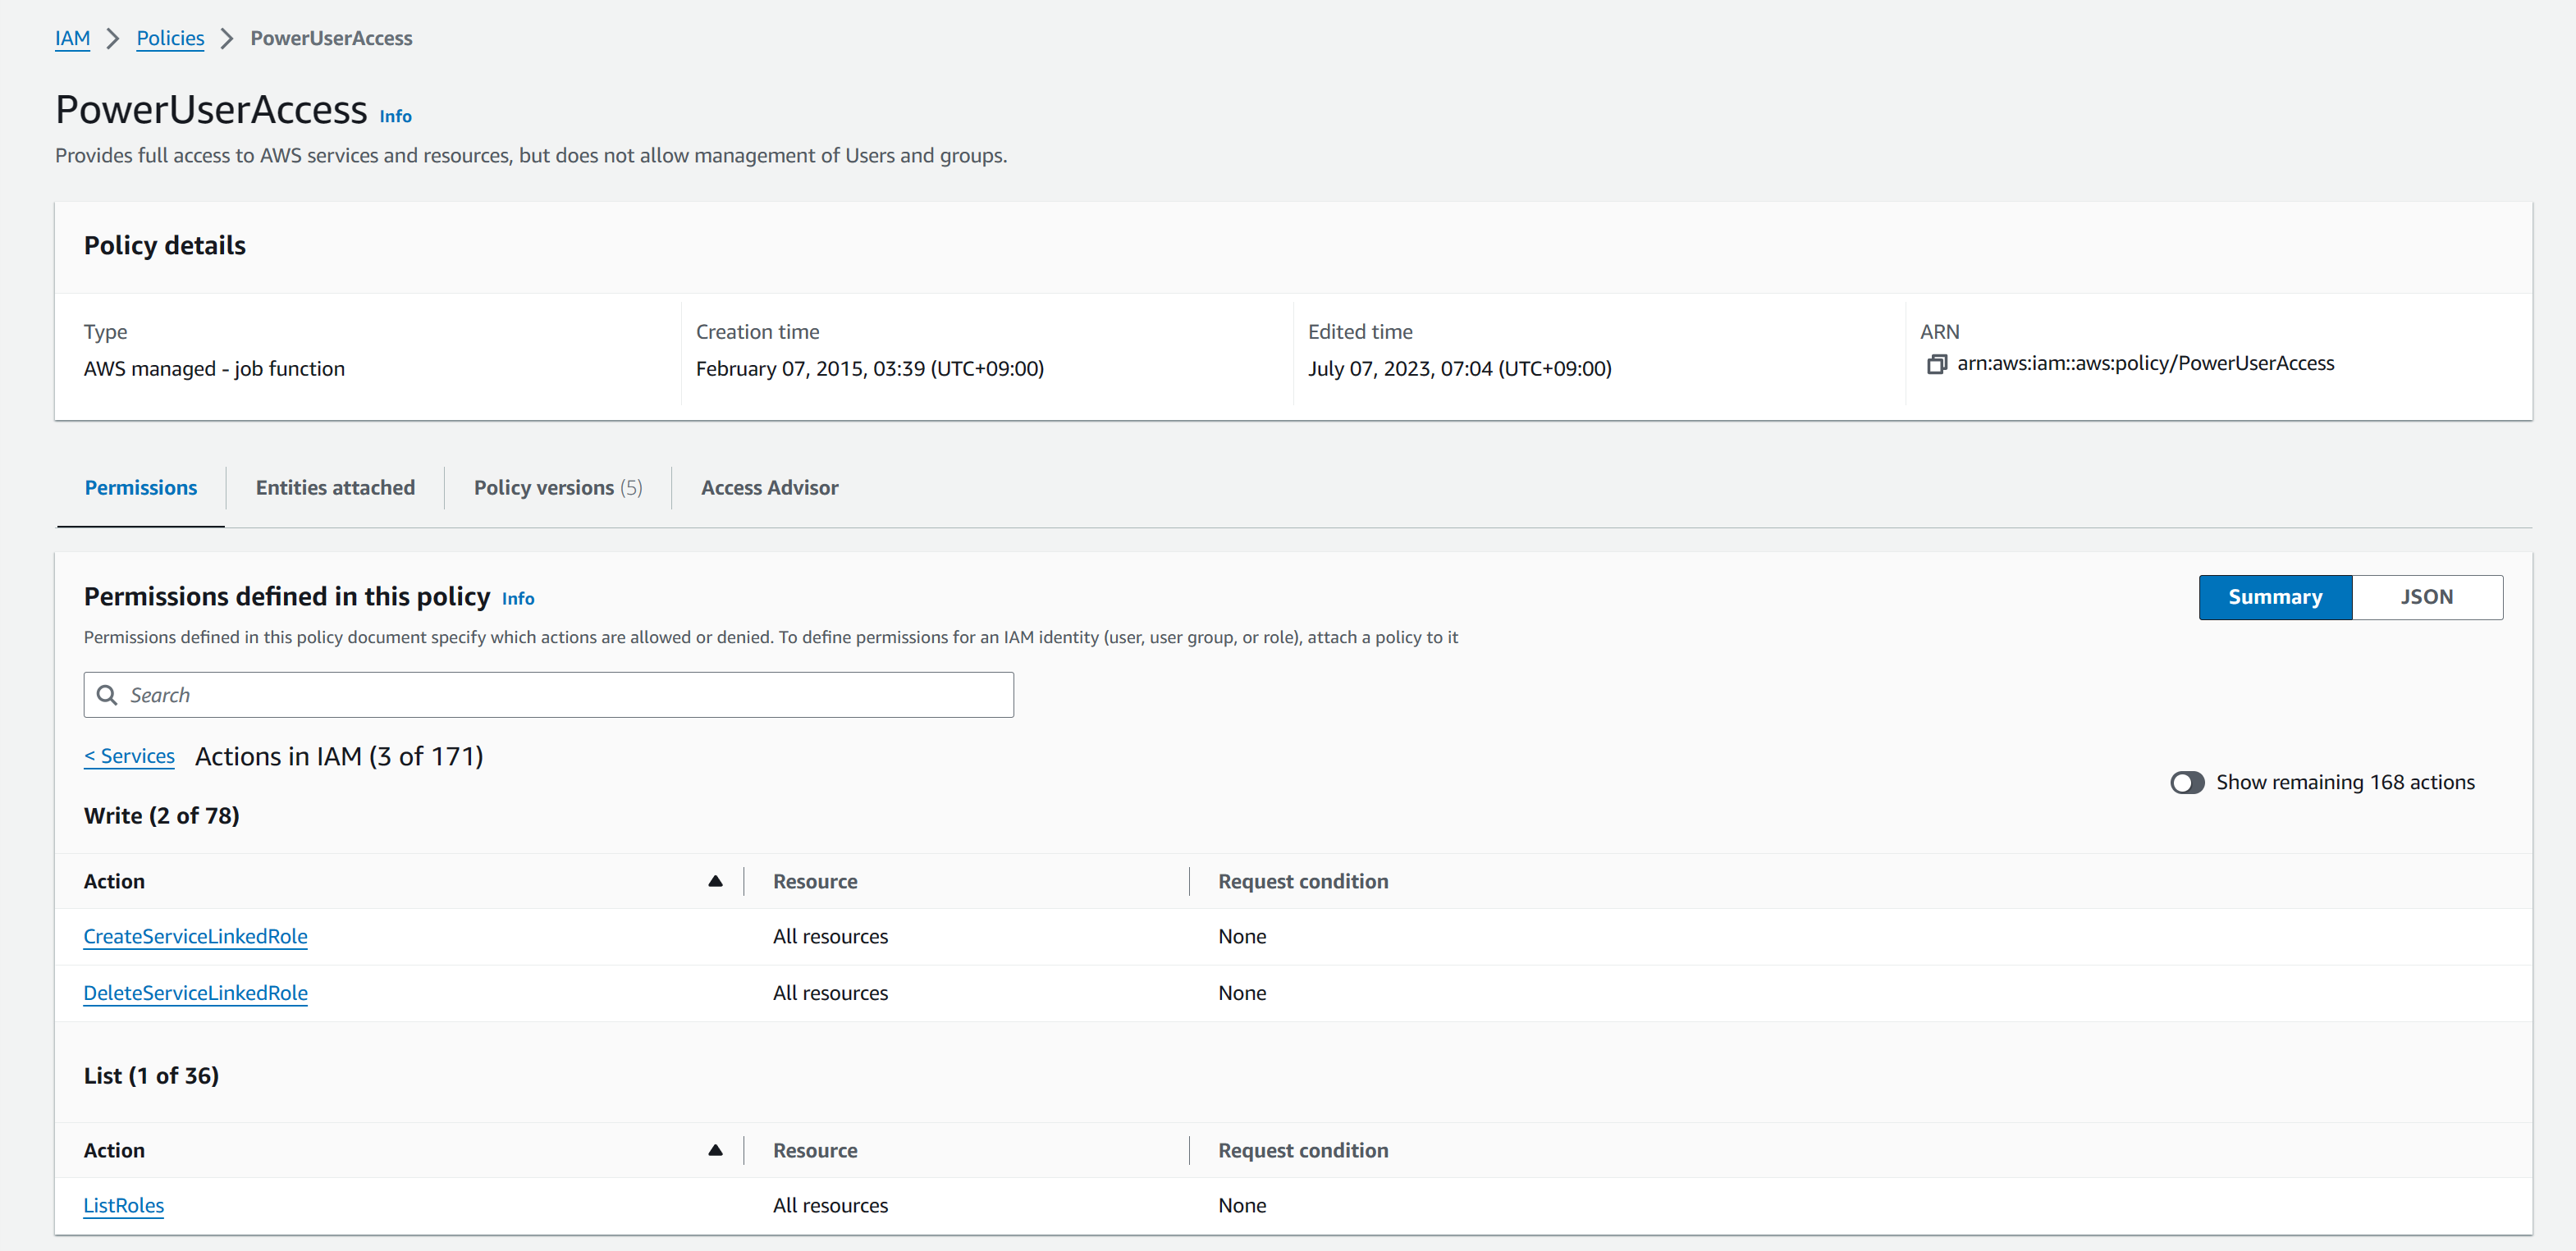 IAM > Policies > PowerUserAccess
PowerUserAccess Info
Provides full access to AWS services and resources, but does not allow management of Users and groups.
Policy details
Type
AWS managed - job function
Creation time
February 07, 2015, 03:39 (UTC+09:00)
Edited time
July 07, 2023, 07:04 (UTC+09:00)
ARN
arn:aws:iam::aws:policy/PowerUserAccess
Permissions Entities attached Policy versions (5) Access Advisor
Permissions defined in this policy Info
Summary JSON
Permissions defined in this policy document specify which actions are allowed or denied. To define permissions for an IAM identity (user, user group, or role), attach a policy to it
Search
< Services Actions in IAM (3 of 171)
Show remaining 168 actions
Write (2 of 78)
Action Resource Request condition
CreateServiceLinkedRole All resources None
DeleteServiceLinkedRole All resources None
List (1 of 36)
Action Resource Request condition
ListRoles All resources None